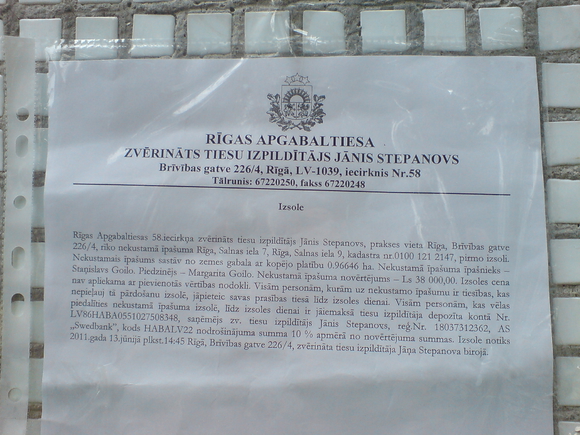 RĪGAS APGABALTIESA
ZVĒRINĀTS TIESU IZPILDĪTĀJS JĀNIS STEPANOVS
Brīvības gatve 226/4, Rīgā, LV-1039, iecirknis Nr.58
Tālrunis: 67220250, fakss 67220248
Izsole
Rīgas Apgabaltiesas 58.iecirkņa zvērināts tiesu izpildītājs Jānis Stepanovs, prakses vieta Rīga, Brīvības gatve
226/4, rīko nekustamā īpašuma Rīga, Salnas iela 7, Rīga, Salnas iela 9, kadastra nr.0100 121 2147, pirmo izsoli.
Nekustamais īpašums sastāv no zemes gabala ar kopējo platību 0.96646 ha. Nekustamā īpašuma īpašnieks –
Staņislavs Goilo. Piedzinējs – Margarita Goilo. Nekustamā īpašuma novērtējums – Ls 38 000,00. Izsoles cena
nav apliekama ar pievienotās vērtības nodokli. Visām personām, kurām uz nekustamo īpašumu ir tiesības, kas
nepieļauj tā pārdošanu izsolē, jāpieteic savas prasības tiesā līdz izsoles dienai. Visām personām, kas vēlas
piedalīties nekustamā īpašuma izsolē, līdz izsoles dienai ir jāiemaksā tiesu izpildītāja depozīta kontā Nr.
LV86HABA0551027508348, saņēmējs zv. tiesu izpildītājs Jānis Stepanovs, reģ.Nr. 18037312362, AS
„Swedbank”, kods HABALV22 nodrošinājuma summa 10 % apmērā no novērtējuma summas. Izsole notiks
2011.gada 13.jūnijā plkst.14:45 Rīgā, Brīvības gatve 226/4, zvērināta tiesu izpildītāja Jāņa Stepanova birojā.